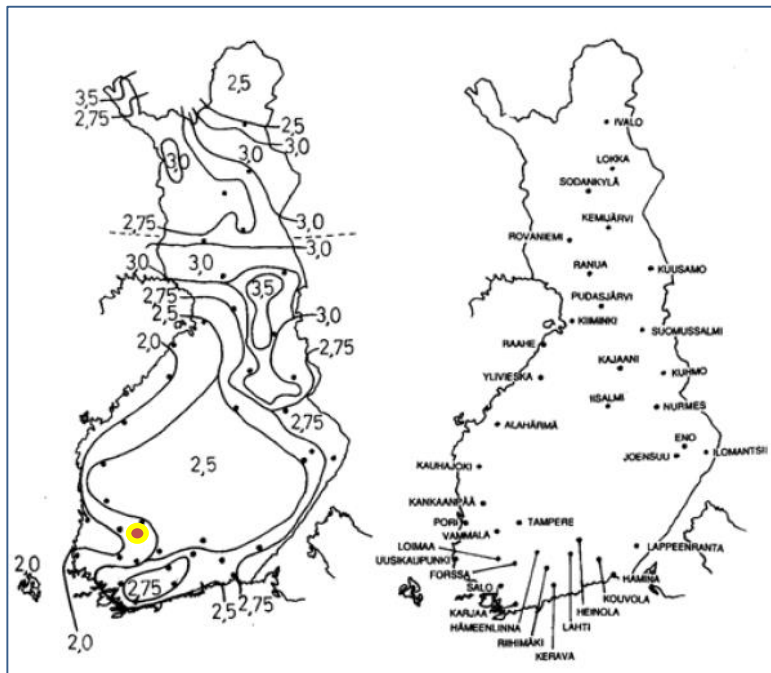 2,5
3,5
2,75
2,5
3,0
3,0
3,0
3,0
2,75
3,0
3,0
3,0
2,75
3,5
2,5
3,0
2,0
2,75
2,75
2,5
2,0
2,75
2,5
2,75
2,0
IVALO
LOKKA
SODANKYLÄ
KEMIJÄRVI
ROVANIEMI
RANUA
KUUSAMO
PUDASJÄRVI
KIIMINKI
SUOMUSSALMI
RAAHE
KAJAANI
YLIVIESKA
KUHMO
IISALMI
NURMES
ALAHÄRMÄ
ENO
ILOMANTSI
JOENSUU
KAUHAJOKI
KANKAANPÄÄ
PORI
TAMPERE
VAMMALA
LAPPEENRANTA
LOIMAA
UUSIKAUPUNKI
FORSSA
HAMINA
SALO
KOUVOLA
KARJAA
HEINOLA
HÄMEENLINNA
LAHTI
RIIHIMÄKI
KERAVA